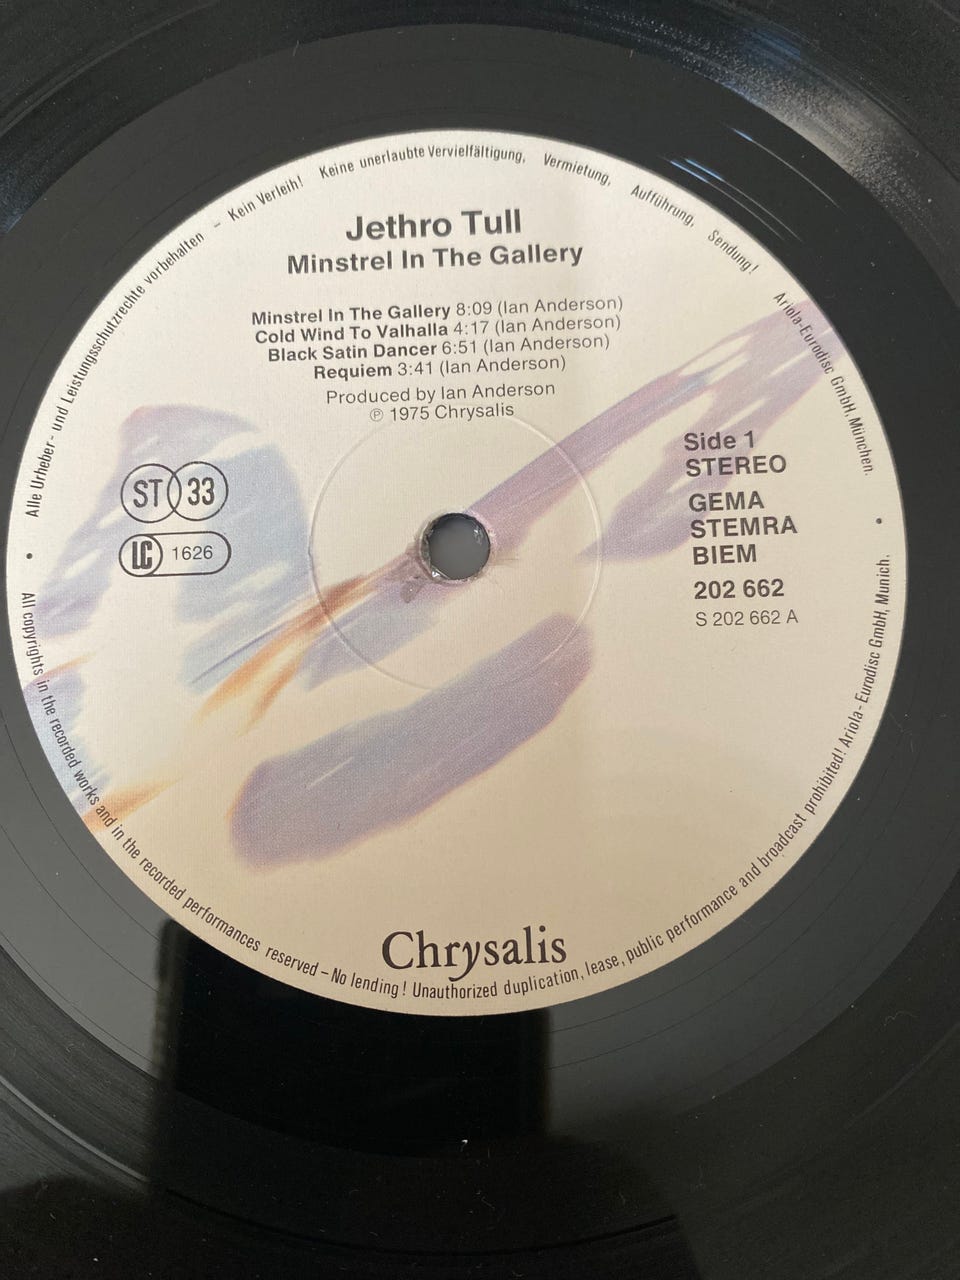 Alle Urheber- und Leistungsschutzrechte vorbehalten – Kein Verleih! Keine unerlaubte Vervielfältigung, Vermietung, Aufführung, Sendung! Ariola-Eurodisc GmbH, München.
Jethro Tull
Minstrel In The Gallery
Minstrel In The Gallery 8:09 (Ian Anderson)
Cold Wind To Valhalla 4:17 (Ian Anderson)
Black Satin Dancer 6:51 (Ian Anderson)
Requiem 3:41 (Ian Anderson)
Produced by Ian Anderson
℗ 1975 Chrysalis
ST 33
LC 1626
Side 1
STEREO
GEMA
STEMRA
BIEM
202 662
S 202 662 A
Chrysalis
All copyrights in the recorded works and in the recorded performances reserved – No lending! Unauthorized duplication, lease, public performance and broadcast prohibited! Ariola-Eurodisc GmbH, Munich.